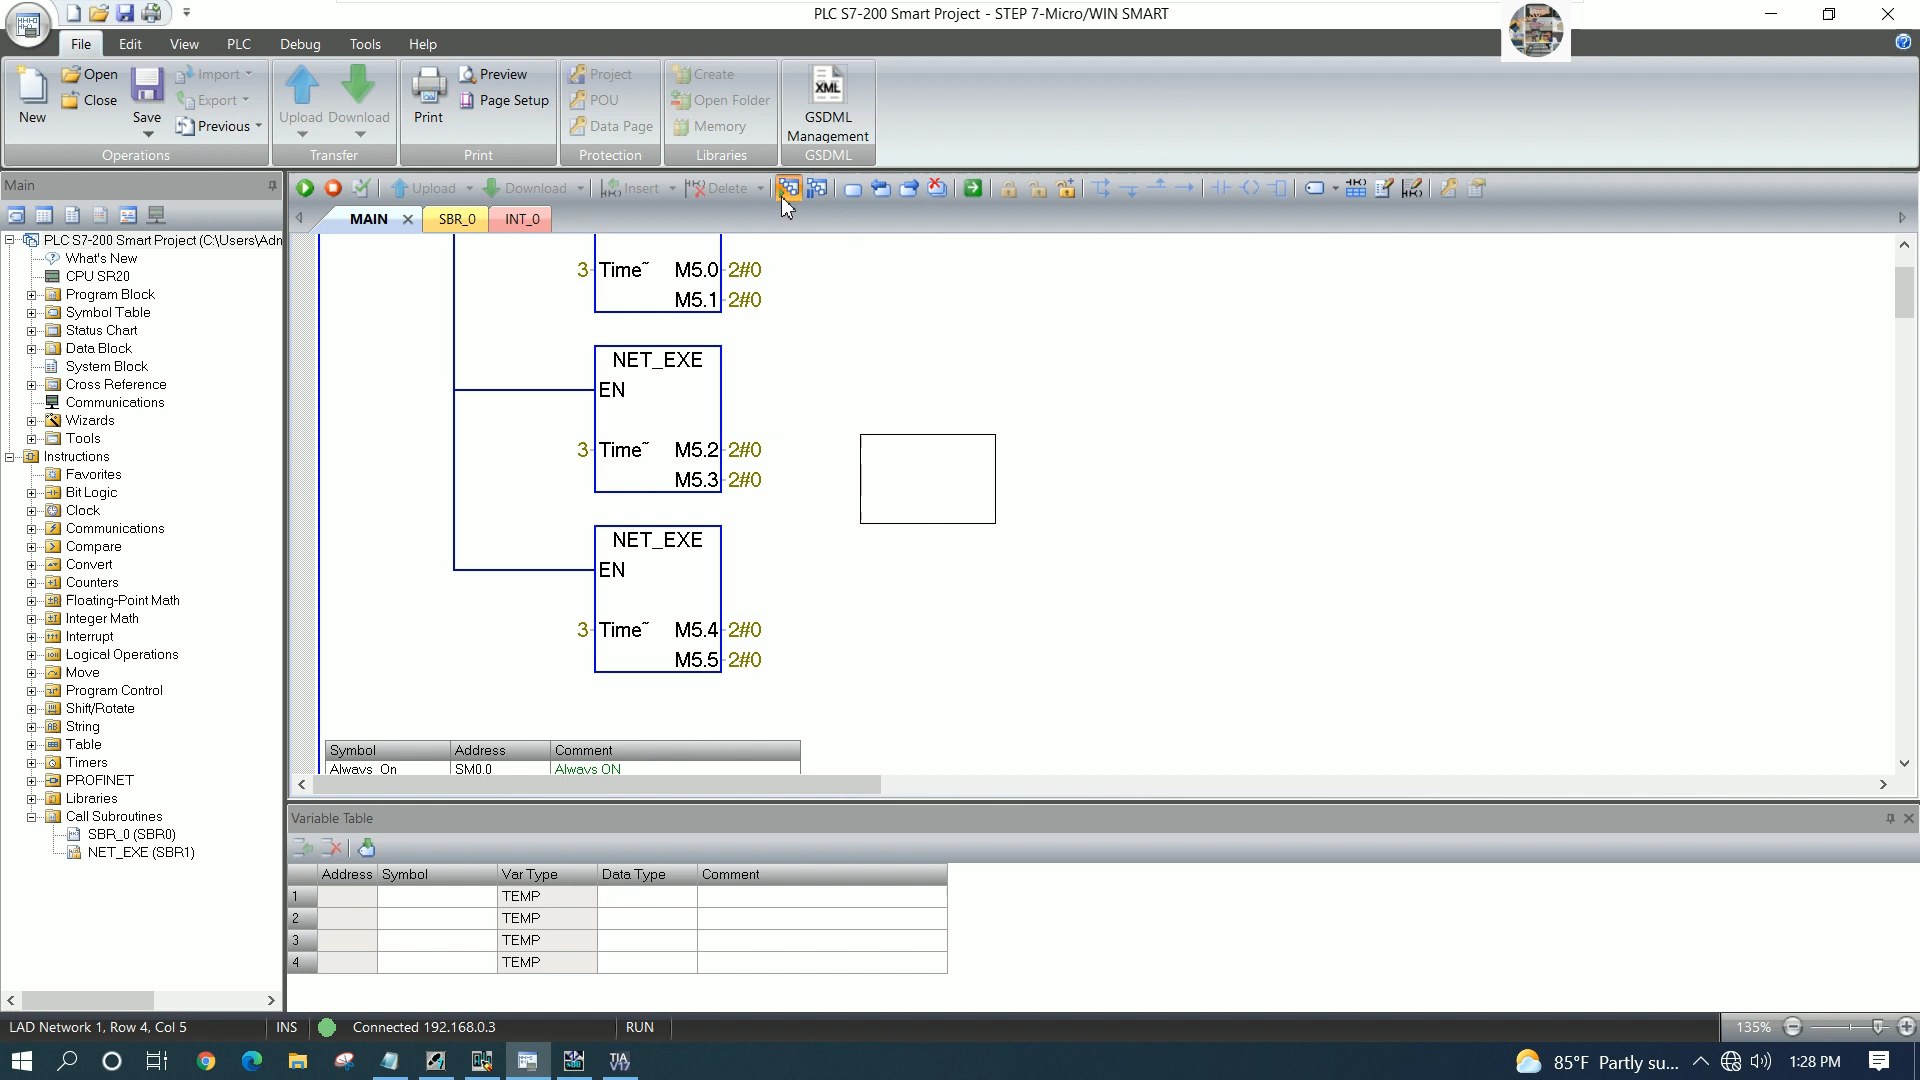 PLC S7-200 Smart Project - STEP 7-Micro/WIN SMART
File Edit View PLC Debug Tools Help
New
Open
Close
Save
Import
Export
Previous
Operations
Upload
Download
Transfer
Print
Preview
Page Setup
Print
Project
POU
Data Page
Protection
Create
Open Folder
Memory
Libraries
XML
GSDML
Management
GSDML
Main
Upload Download Insert Delete
MAIN SBR_0 INT_0
PLC S7-200 Smart Project (C:\Users\Adn
What's New
CPU SR20
Program Block
Symbol Table
Status Chart
Data Block
System Block
Cross Reference
Communications
Wizards
Tools
Instructions
Favorites
Bit Logic
Clock
Communications
Compare
Convert
Counters
Floating-Point Math
Integer Math
Interrupt
Logical Operations
Move
Program Control
Shift/Rotate
String
Table
Timers
PROFINET
Libraries
Call Subroutines
SBR_0 (SBR0)
NET_EXE (SBR1)
3 Time~ M5.0 2#0
M5.1 2#0
NET_EXE
EN
3 Time~ M5.2 2#0
M5.3 2#0
NET_EXE
EN
3 Time~ M5.4 2#0
M5.5 2#0
Symbol Address Comment
Always_On SM0.0 Always ON
Variable Table
Address Symbol Var Type Data Type Comment
1 TEMP
2 TEMP
3 TEMP
4 TEMP
LAD Network 1, Row 4, Col 5 INS Connected 192.168.0.3 RUN 135%
TIA V17
85°F Partly su... 1:28 PM